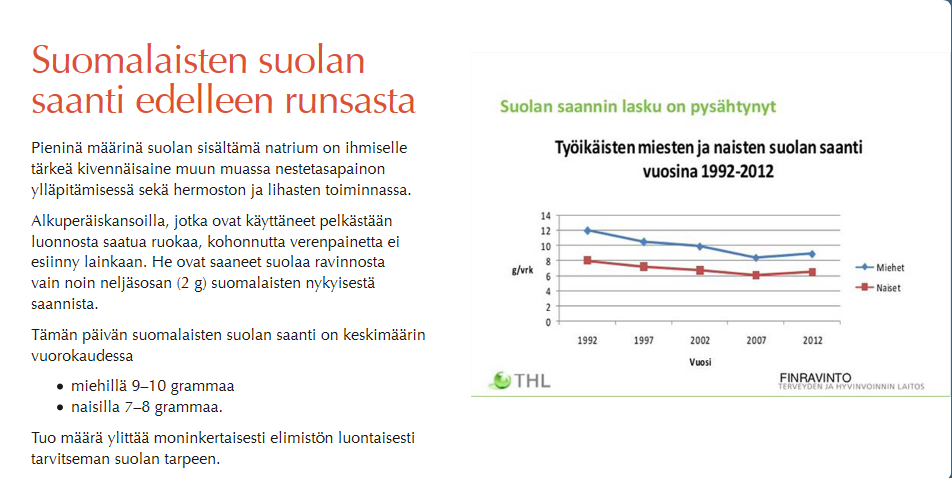 Suomalaisten suolan
saanti edelleen runsasta
Pieninä määrinä suolan sisältämä natrium on ihmiselle
tärkeä kivennäisaine muun muassa nestetasapainon
ylläpitämisessä sekä hermoston ja lihasten toiminnassa.
Alkuperäiskansoilla, jotka ovat käyttäneet pelkästään
luonnosta saatua ruokaa, kohonnutta verenpainetta ei
esiinny lainkaan. He ovat saaneet suolaa ravinnosta
vain noin neljäsosan (2 g) suomalaisten nykyisestä
saannista.
Tämän päivän suomalaisten suolan saanti on keskimäärin
vuorokaudessa
• miehillä 9–10 grammaa
• naisilla 7–8 grammaa.
Tuo määrä ylittää moninkertaisesti elimistön luontaisesti
tarvitseman suolan tarpeen.
Suolan saannin lasku on pysähtynyt
Työikäisten miesten ja naisten suolan saanti
vuosina 1992-2012
14
12
10
8
6
4
2
0
g/vrk
1992 1997 2002 2007 2012
Vuosi
Miehet
Naiset
THL
FINRAVINTO
TERVEYDEN JA HYVINVOINNIN LAITOS